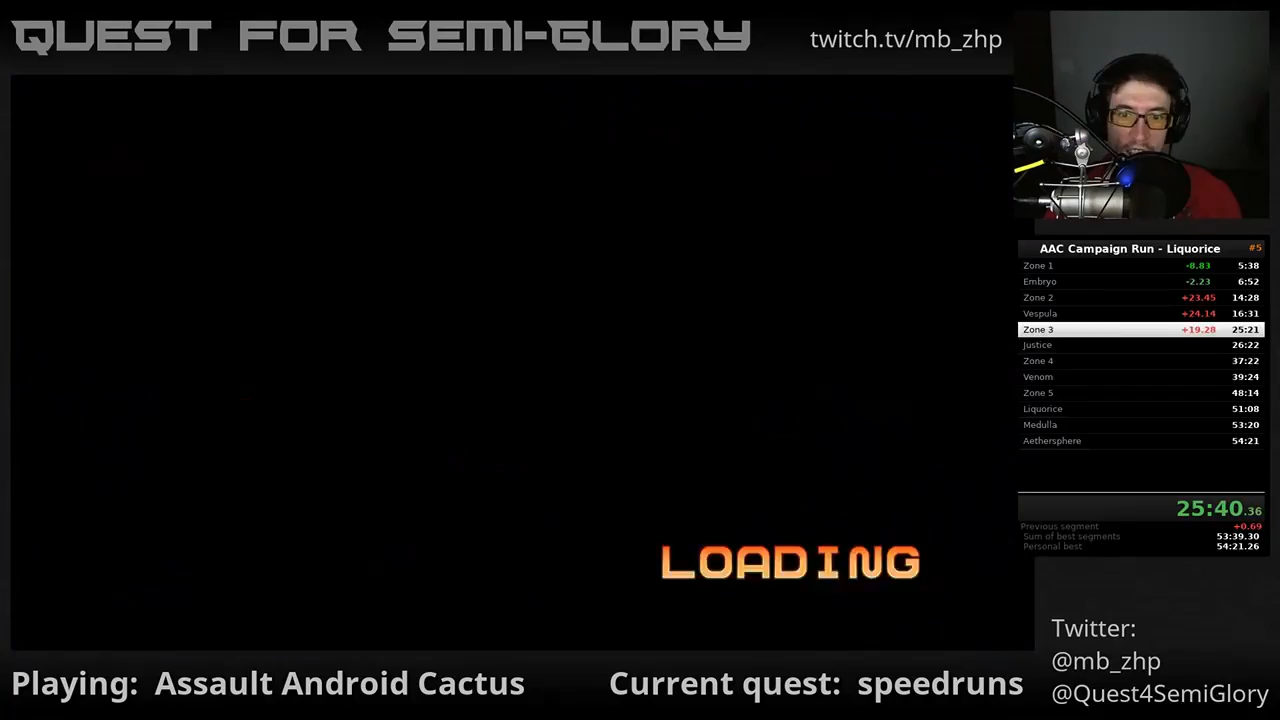 QUEST FOR SEMI-GLORY
twitch.tv/mb_zhp
AAC Campaign Run - Liquorice #5
Zone 1 -8.83 5:38
Embryo -2.23 6:52
Zone 2 +23.45 14:28
Vespula +24.14 16:31
Zone 3 +19.28 25:21
Justice 26:22
Zone 4 37:22
Venom 39:24
Zone 5 48:14
Liquorice 51:08
Medulla 53:20
Aethersphere 54:21
25:40.36
Previous segment +0.69
Sum of best segments 53:39.30
Personal best 54:21.26
LOADING
Twitter:
@mb_zhp
@Quest4SemiGlory
Playing: Assault Android Cactus
Current quest: speedruns